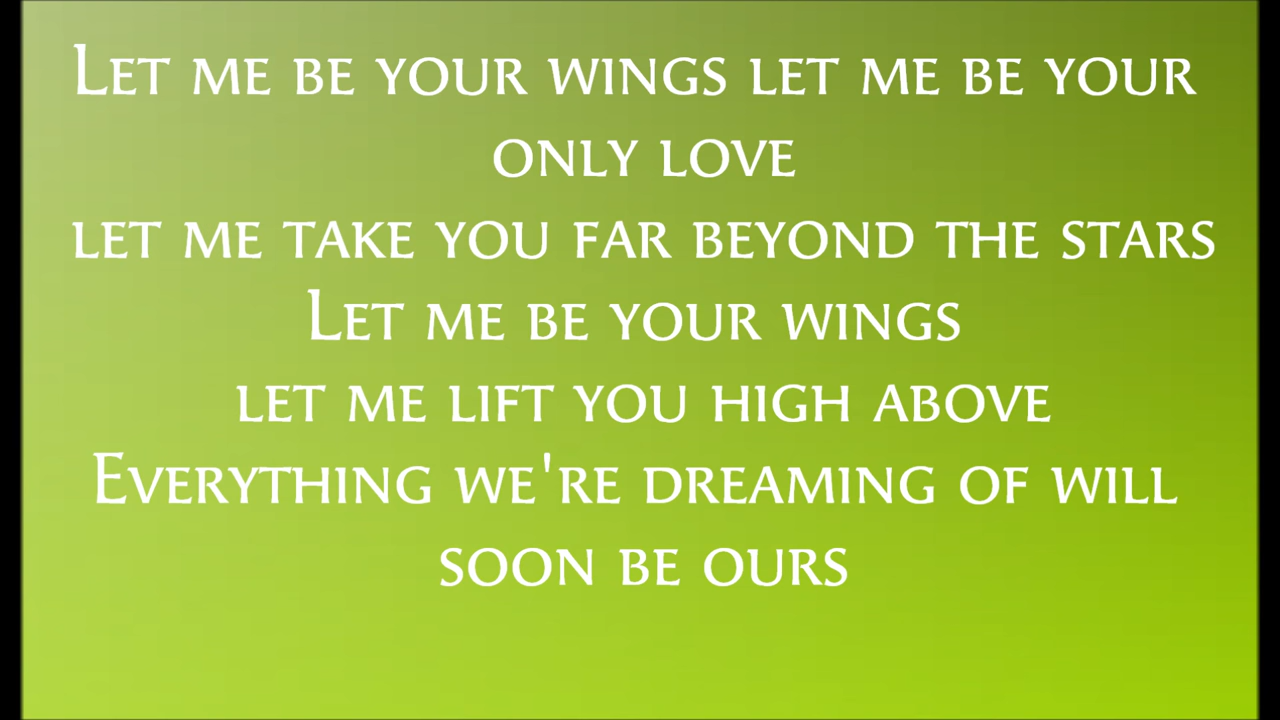 Let me be your wings let me be your
only love
let me take you far beyond the stars
Let me be your wings
let me lift you high above
Everything we're dreaming of will
soon be ours